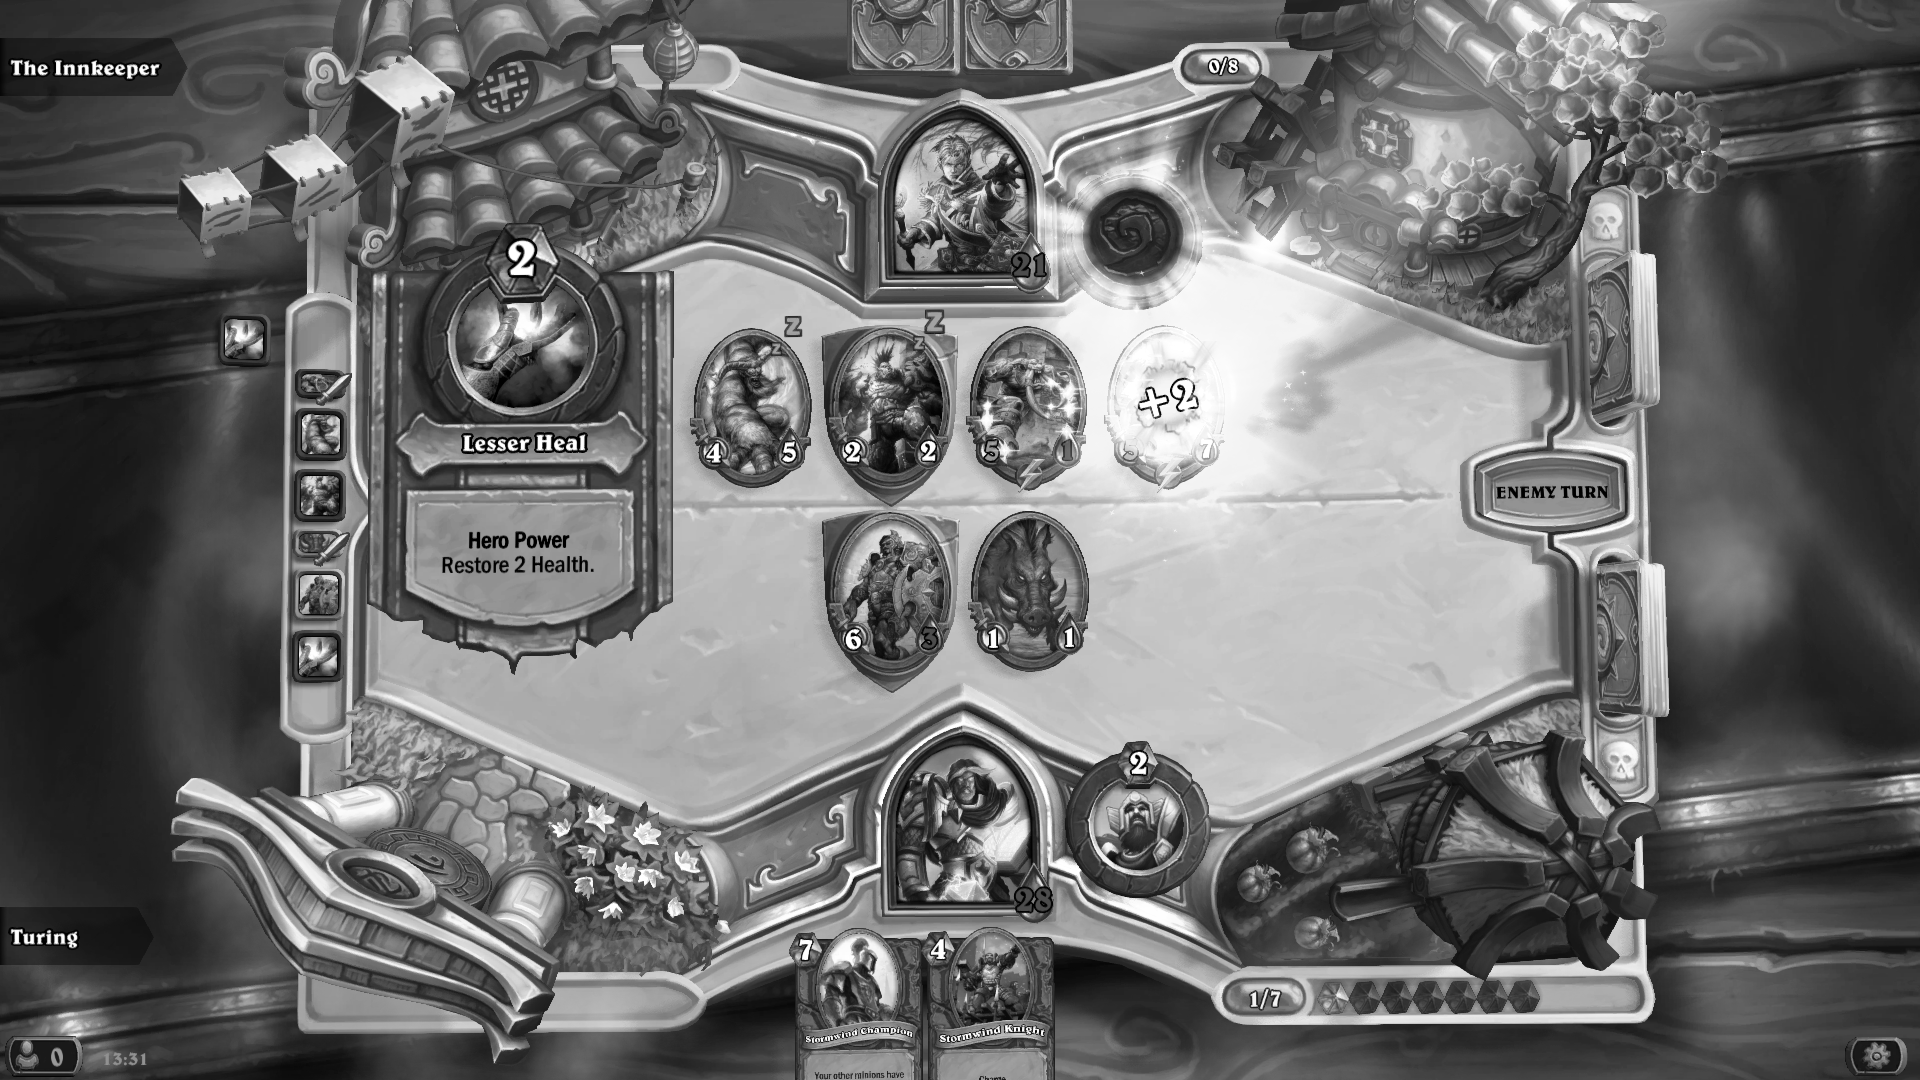 The Innkeeper
0/8
21
2
Lesser Heal
Hero Power
Restore 2 Health.
Z
Z
Z
Z
4
5
2
2
5
1
+2
5
7
ENEMY TURN
6
3
1
1
2
28
Turing
7
Stormwind Champion
Your other minions have
4
Stormwind Knight
Charge
1/7
0
13:31